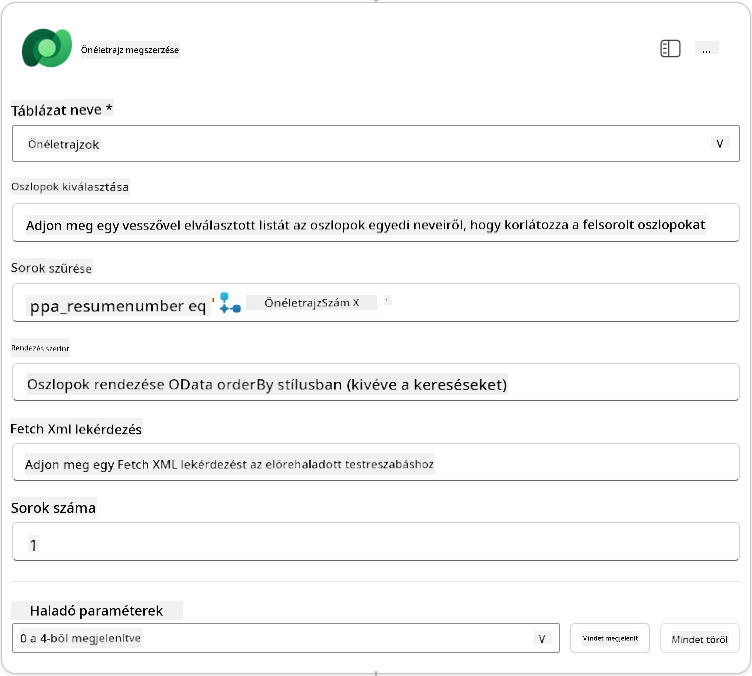 Önéletrajz megszerzése
...
Táblázat neve *
Önéletrajzok
Oszlopok kiválasztása
Adjon meg egy vesszővel elválasztott listát az oszlopok egyedi neveiről, hogy korlátozza a felsorolt oszlopokat
Sorok szűrése
ppa_resumenumber eq ' ÖnéletrajzSzám X '
Rendezés szerint
Oszlopok rendezése OData orderBy stílusban (kivéve a kereséseket)
Fetch Xml lekérdezés
Adjon meg egy Fetch XML lekérdezést az előrehaladott testreszabáshoz
Sorok száma
1
Haladó paraméterek
0 a 4-ből megjelenítve V Mindet megjelenít Mindet töröl